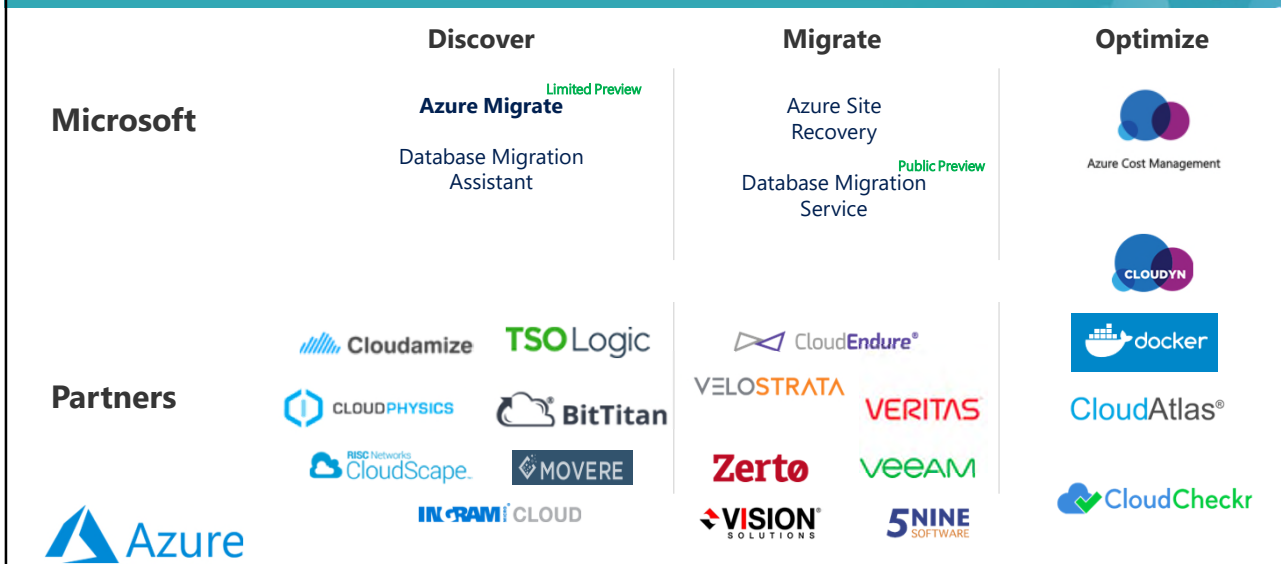 Discover
Migrate
Optimize
Microsoft
Limited Preview
Azure Migrate
Database Migration
Assistant
Azure Site
Recovery
Public Preview
Database Migration
Service
Azure Cost Management
CLOUDYN
Partners
Cloudamize
TSO Logic
CLOUDPHYSICS
BitTitan
RISC Networks
CloudScape
MOVERE
INGRAM CLOUD
CloudEndure®
VELOSTRATA
VERITAS
Zerto
veeAM
VISION®
SOLUTIONS
5NINE
SOFTWARE
docker
CloudAtlas®
CloudCheckr
Azure